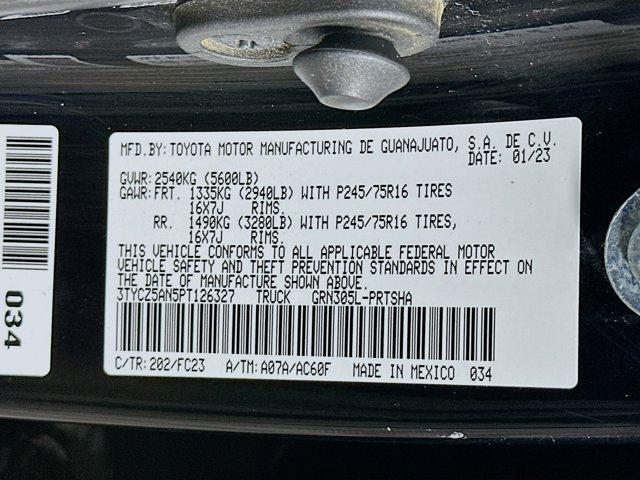 MFD.BY:TOYOTA MOTOR MANUFACTURING DE GUANAJUATO, S.A. DE C.V.
DATE: 01/23
GVWR:2540KG (5600LB)
GAWR:FRT. 1335KG (2940LB) WITH P245/75R16 TIRES
16X7J RIMS.
RR. 1490KG (3280LB) WITH P245/75R16 TIRES,
16X7J RIMS.
THIS VEHICLE CONFORMS TO ALL APPLICABLE FEDERAL MOTOR
VEHICLE SAFETY AND THEFT PREVENTION STANDARDS IN EFFECT ON
THE DATE OF MANUFACTURE SHOWN ABOVE.
3TYCZ5AN5PT126327 TRUCK GRN305L-PRTSHA
C/TR:202/FC23 A/TM:A07A/AC60F MADE IN MEXICO 034
034